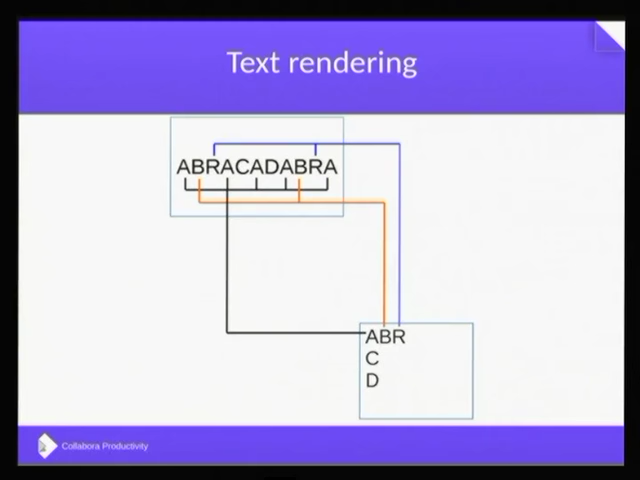 Text rendering
ABRACADABRA
ABR
C
D
Collabora Productivity